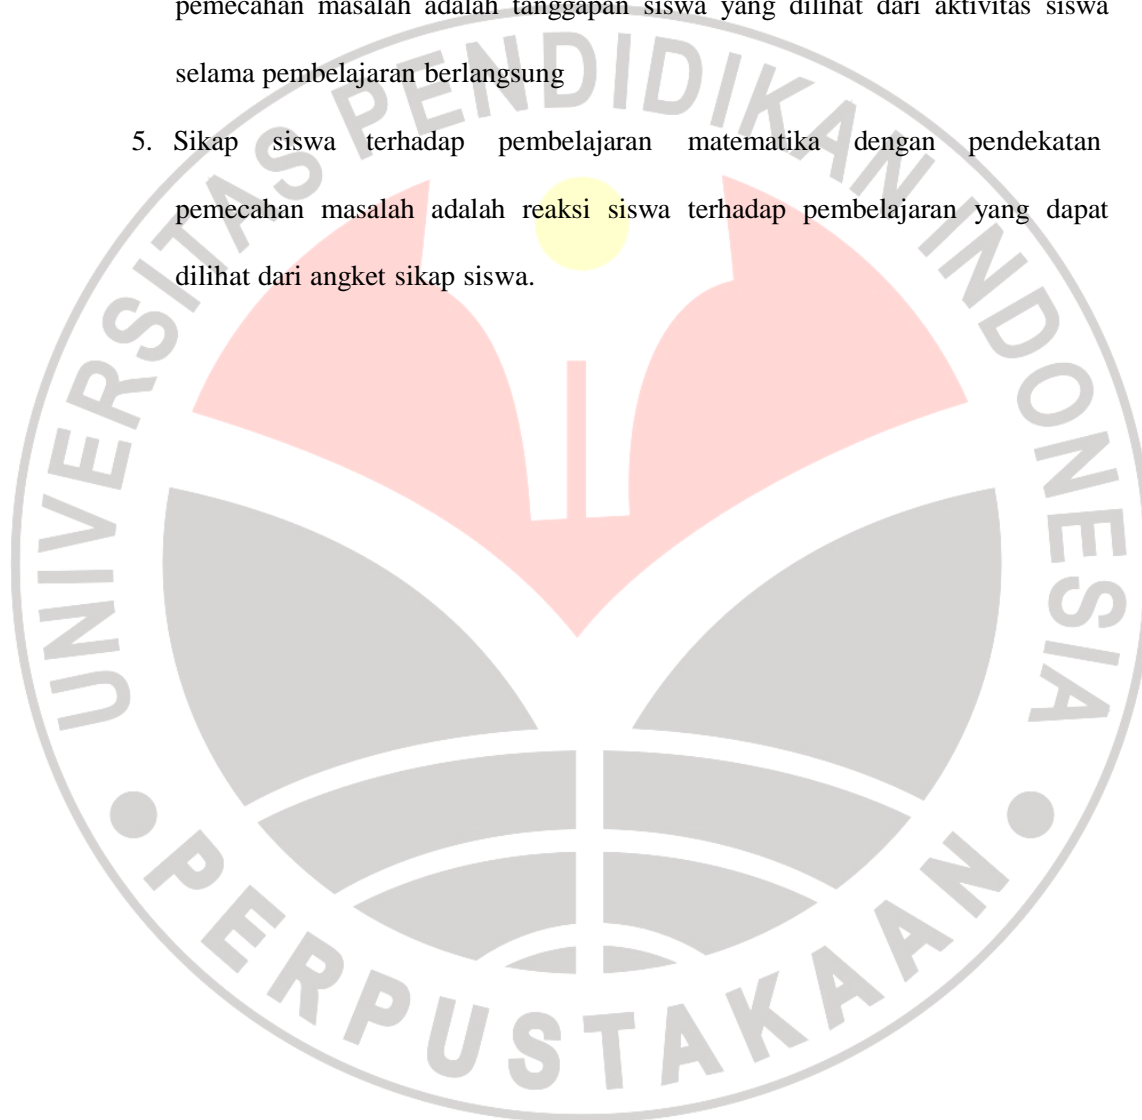 pemecahan masalah adalah tanggapan siswa yang dilihat dari aktivitas siswa
selama pembelajaran berlangsung
5. Sikap siswa terhadap pembelajaran matematika dengan pendekatan
pemecahan masalah adalah reaksi siswa terhadap pembelajaran yang dapat
dilihat dari angket sikap siswa.
UNIVERSITAS PENDIDIKAN INDONESIA
PERPUSTAKAAN